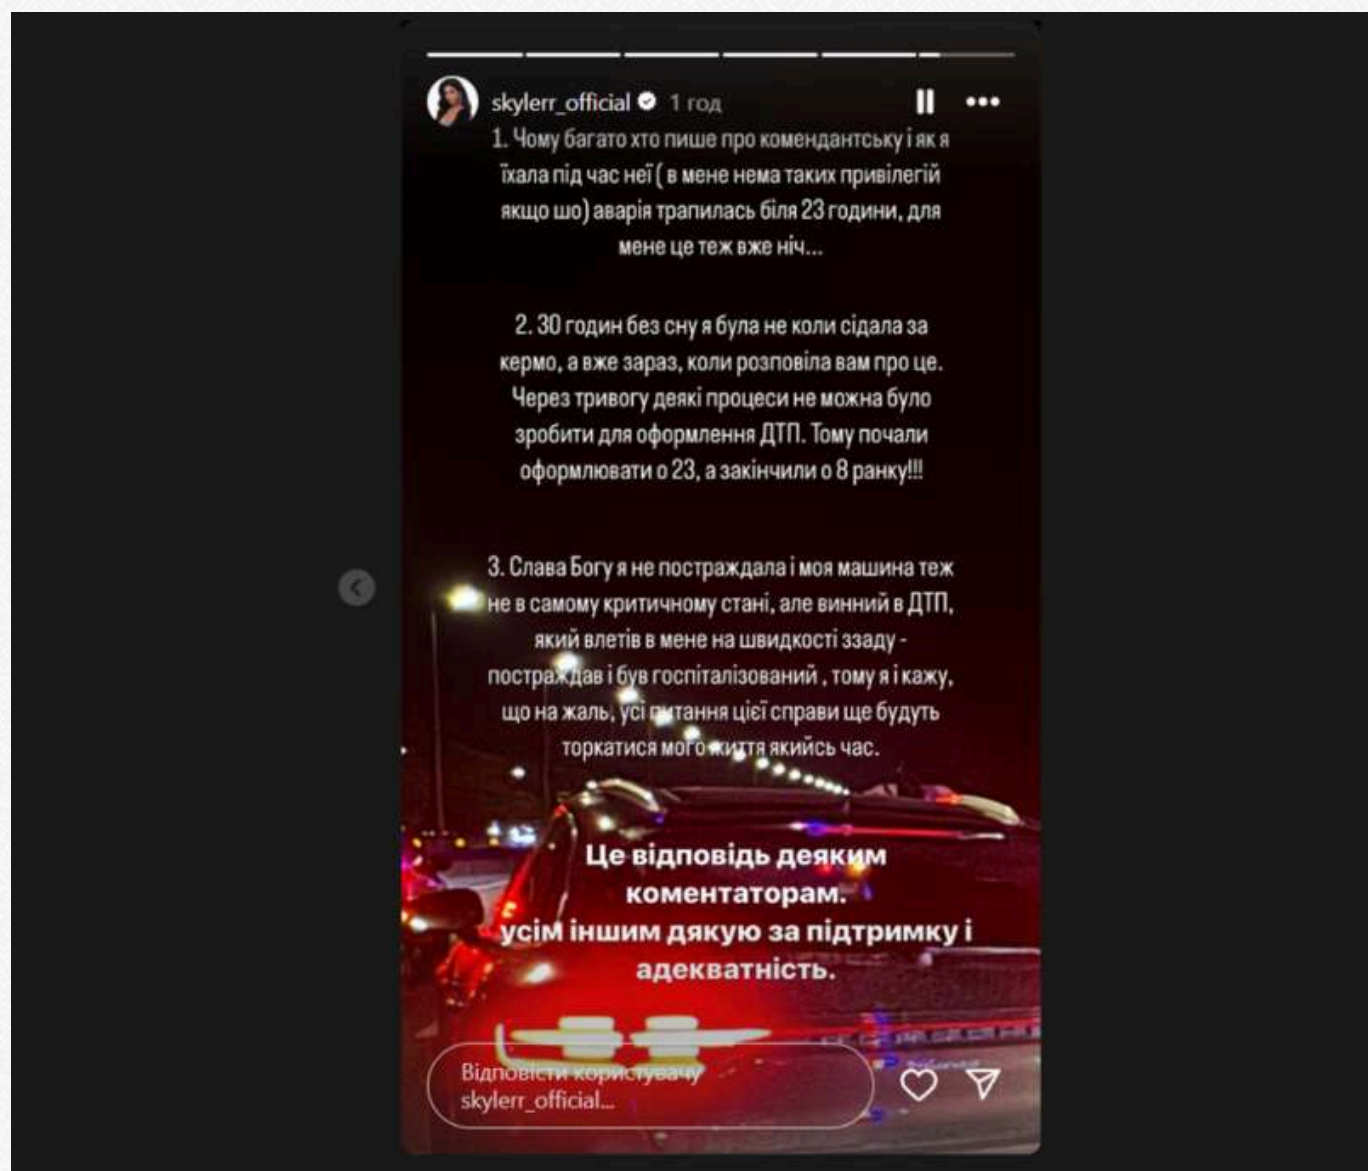 skylerr_official 1 год
1. Чому багато хто пише про комендантську і як я
їхала під час неї ( в мене нема таких привілегій
якщо шо) аварія трапилась біля 23 години, для
мене це теж вже ніч...
2. 30 годин без сну я була не коли сідала за
кермо, а вже зараз, коли розповіла вам про це.
Через тривогу деякі процеси не можна було
зробити для оформлення ДТП. Тому почали
оформлювати о 23, а закінчили о 8 ранку!!!
3. Слава Богу я не постраждала і моя машина теж
не в самому критичному стані, але винний в ДТП,
який влетів в мене на швидкості ззаду -
постраждав і був госпіталізований , тому я і кажу,
що на жаль, усі питання цієї справи ще будуть
торкатися мого життя якийсь час.
Це відповідь деяким
коментаторам.
усім іншим дякую за підтримку і
адекватність.
Відповісти користувачу
skylerr_official...